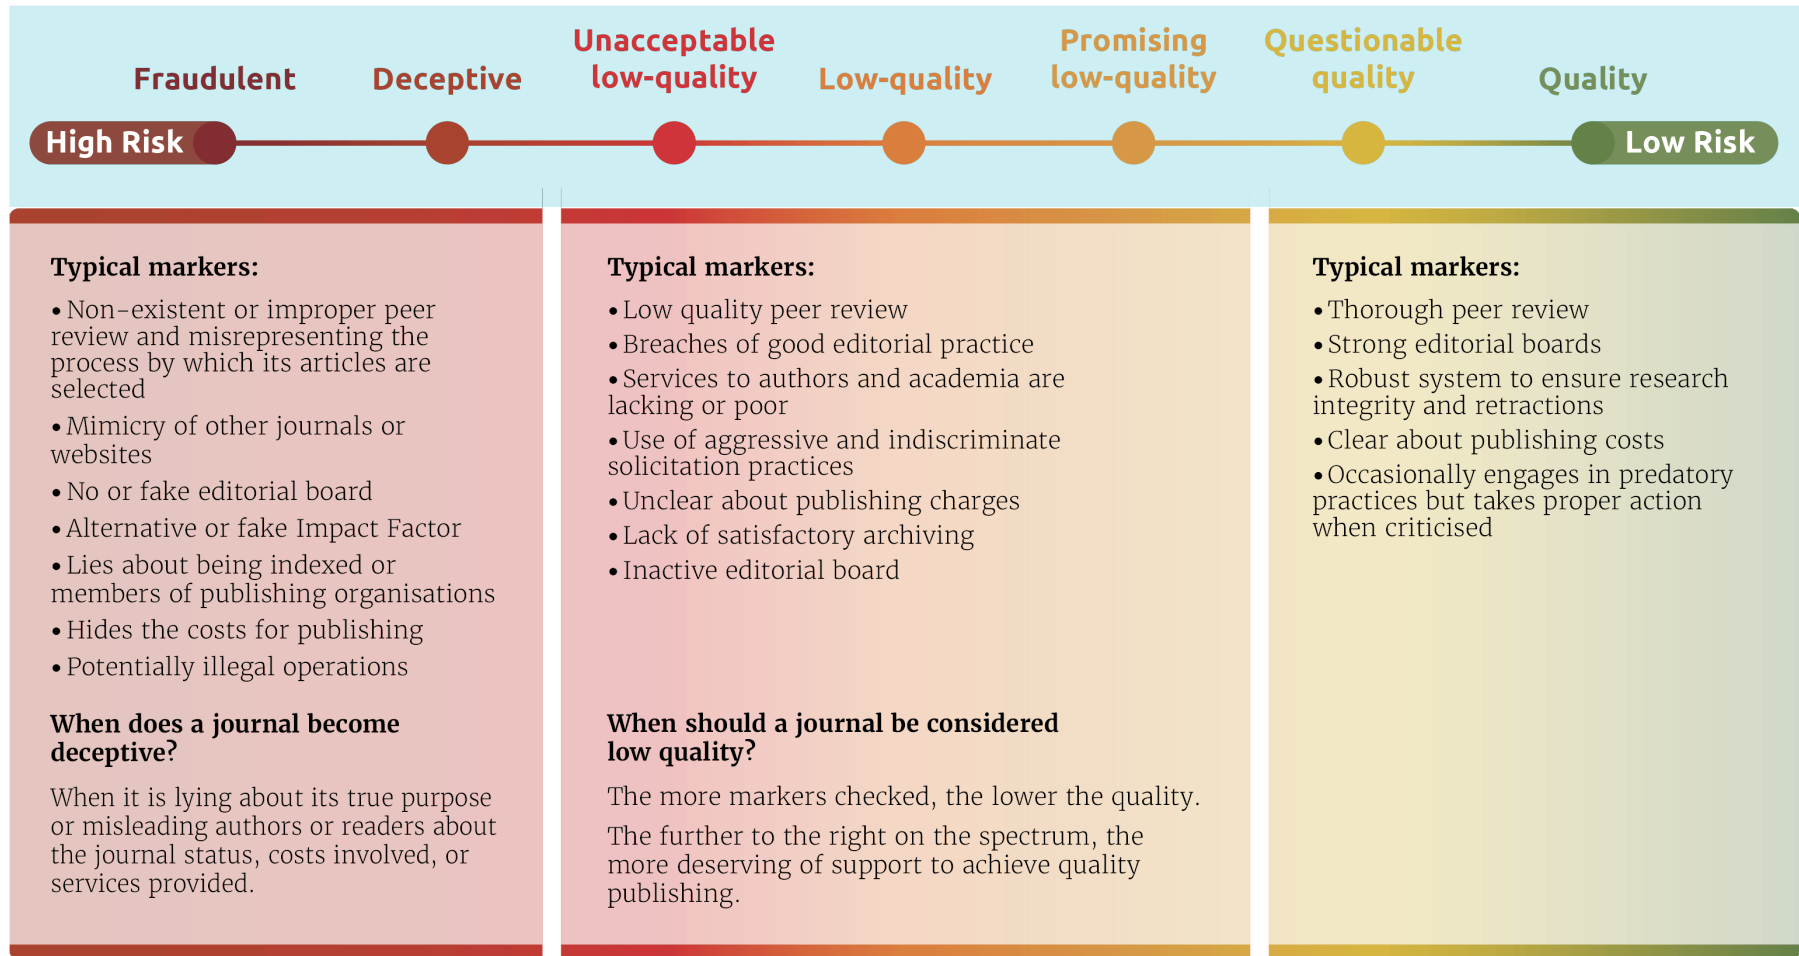 Fraudulent
Deceptive
Unacceptable
low-quality
Low-quality
Promising
low-quality
Questionable
quality
Quality
High Risk
Low Risk
Typical markers:
• Non-existent or improper peer
review and misrepresenting the
process by which its articles are
selected
• Mimicry of other journals or
websites
• No or fake editorial board
• Alternative or fake Impact Factor
• Lies about being indexed or
members of publishing organisations
• Hides the costs for publishing
• Potentially illegal operations
When does a journal become
deceptive?
When it is lying about its true purpose
or misleading authors or readers about
the journal status, costs involved, or
services provided.
Typical markers:
• Low quality peer review
• Breaches of good editorial practice
• Services to authors and academia are
lacking or poor
• Use of aggressive and indiscriminate
solicitation practices
• Unclear about publishing charges
• Lack of satisfactory archiving
• Inactive editorial board
When should a journal be considered
low quality?
The more markers checked, the lower the quality.
The further to the right on the spectrum, the
more deserving of support to achieve quality
publishing.
Typical markers:
• Thorough peer review
• Strong editorial boards
• Robust system to ensure research
integrity and retractions
• Clear about publishing costs
• Occasionally engages in predatory
practices but takes proper action
when criticised